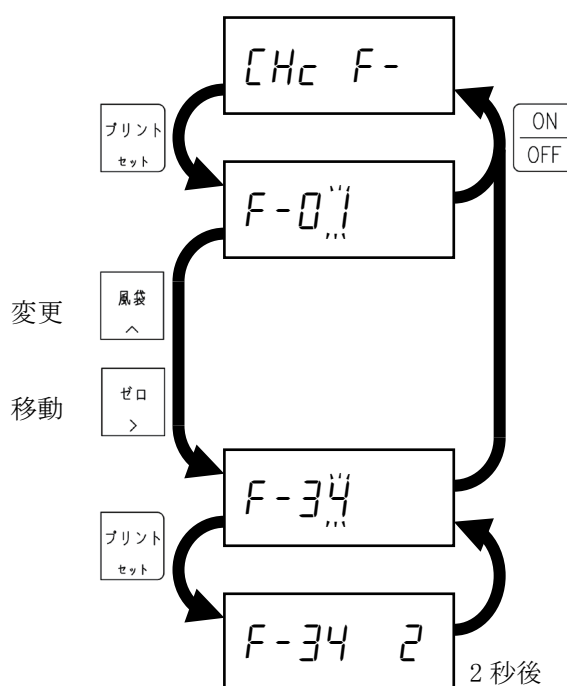 CHc F-
プリント
セット
ON
OFF
F-01
変更
風袋
^
移動
ゼロ
>
F-34
プリント
セット
F-34 2
2秒後